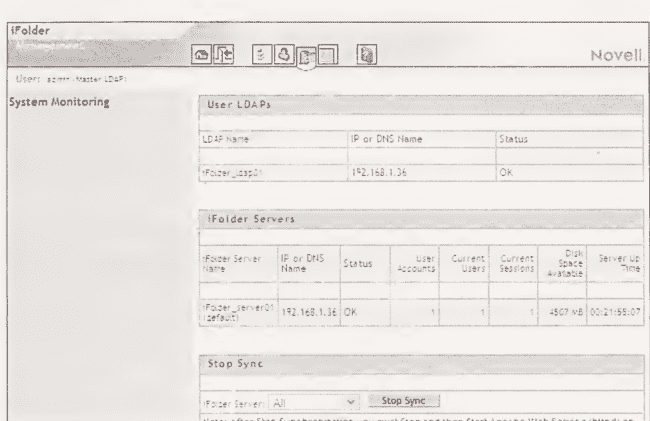 iFolder
Management
Novell
User: admin (Master LDAP)
System Monitoring
User LDAPs
LDAP Name IP or DNS Name Status
iFolder_ldap01 192.168.1.36 OK
iFolder Servers
iFolder Server Name IP or DNS Name Status User Accounts Current Users Current Sessions Disk Space Available Server Up Time
iFolder_server01 (default) 192.168.1.36 OK 1 1 1 4507 MB 00:21:55:07
Stop Sync
iFolder Server: All Stop Sync